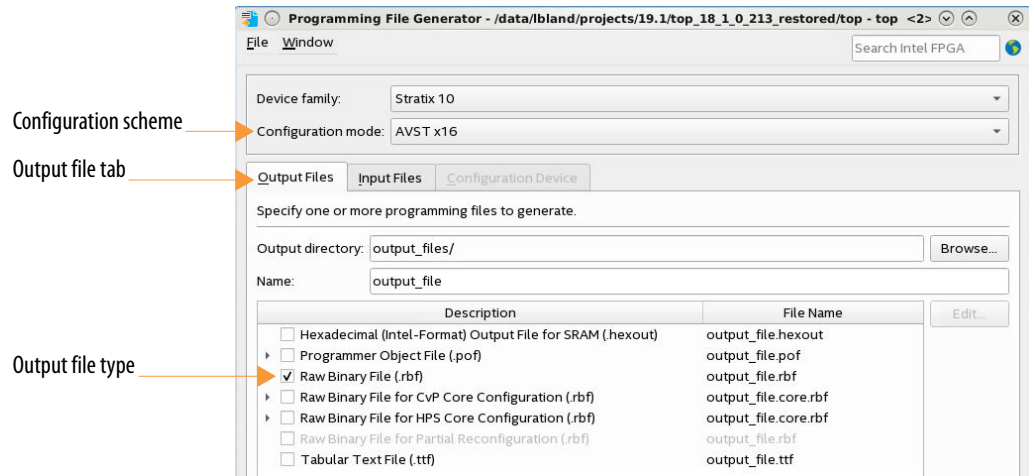 Programming File Generator - /data/lbland/projects/19.1/top_18_1_0_213_restored/top - top <2>
File Window
Search Intel FPGA
Device family: Stratix 10
Configuration scheme
Configuration mode: AVST x16
Output file tab
Output Files Input Files Configuration Device
Specify one or more programming files to generate.
Output directory: output_files/ Browse...
Name: output_file
Description File Name Edit...
Hexadecimal (Intel-Format) Output File for SRAM (.hexout) output_file.hexout
Programmer Object File (.pof) output_file.pof
Output file type
Raw Binary File (.rbf) output_file.rbf
Raw Binary File for CvP Core Configuration (.rbf) output_file.core.rbf
Raw Binary File for HPS Core Configuration (.rbf) output_file.core.rbf
Raw Binary File for Partial Reconfiguration (.rbf) output_file.rbf
Tabular Text File (.ttf) output_file.ttf